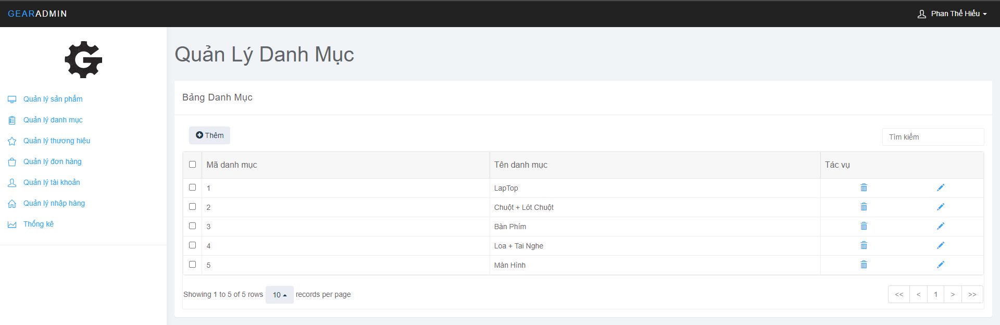 GEARADMIN
Phan Thế Hiếu
Quản lý sản phẩm
Quản lý danh mục
Quản lý thương hiệu
Quản lý đơn hàng
Quản lý tài khoản
Quản lý nhập hàng
Thống kê
Quản Lý Danh Mục
Bảng Danh Mục
Thêm
Tìm kiếm
Mã danh mục Tên danh mục Tác vụ
1 LapTop
2 Chuột + Lót Chuột
3 Bàn Phím
4 Loa + Tai Nghe
5 Màn Hình
Showing 1 to 5 of 5 rows 10 records per page
<< < 1 > >>